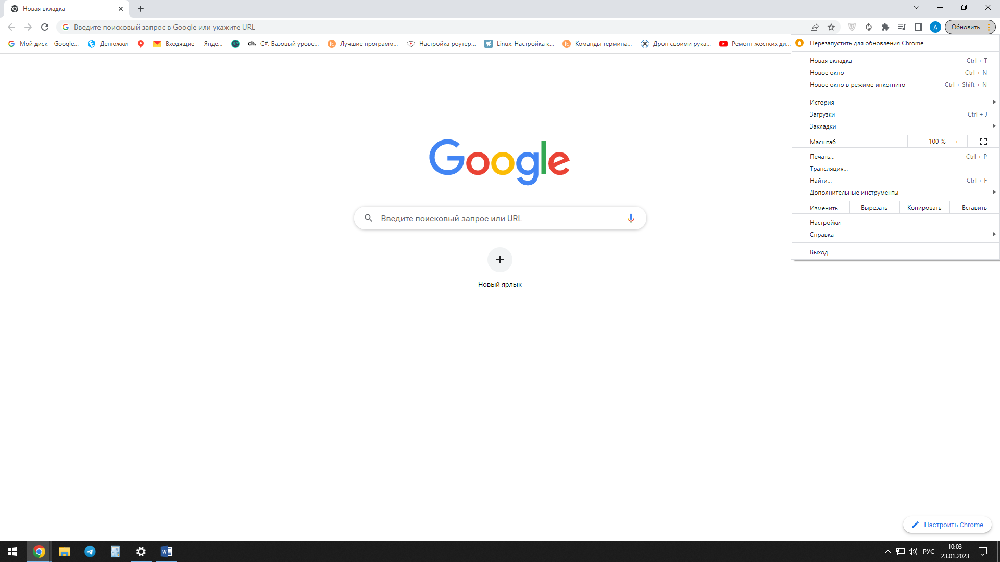 Новая вкладка
Введите поисковый запрос в Google или укажите URL
A
Обновить
Мой диск – Google...
Денюжки
Входящие — Янде...
ch. C#. Базовый урове...
lt Лучшие программ...
Настройка роутер...
Linux. Настройка к...
lt Команды термина...
Дрон своими рука...
Ремонт жёстких ди...
Перезапустить для обновления Chrome
Новая вкладка Ctrl + T
Новое окно Ctrl + N
Новое окно в режиме инкогнито Ctrl + Shift + N
История
Загрузки Ctrl + J
Закладки
Масштаб − 100 % +
Печать... Ctrl + P
Трансляция...
Найти... Ctrl + F
Дополнительные инструменты
Изменить Вырезать Копировать Вставить
Настройки
Справка
Выход
Google
Введите поисковый запрос или URL
Новый ярлык
Настроить Chrome
W
РУС
10:03
23.01.2023